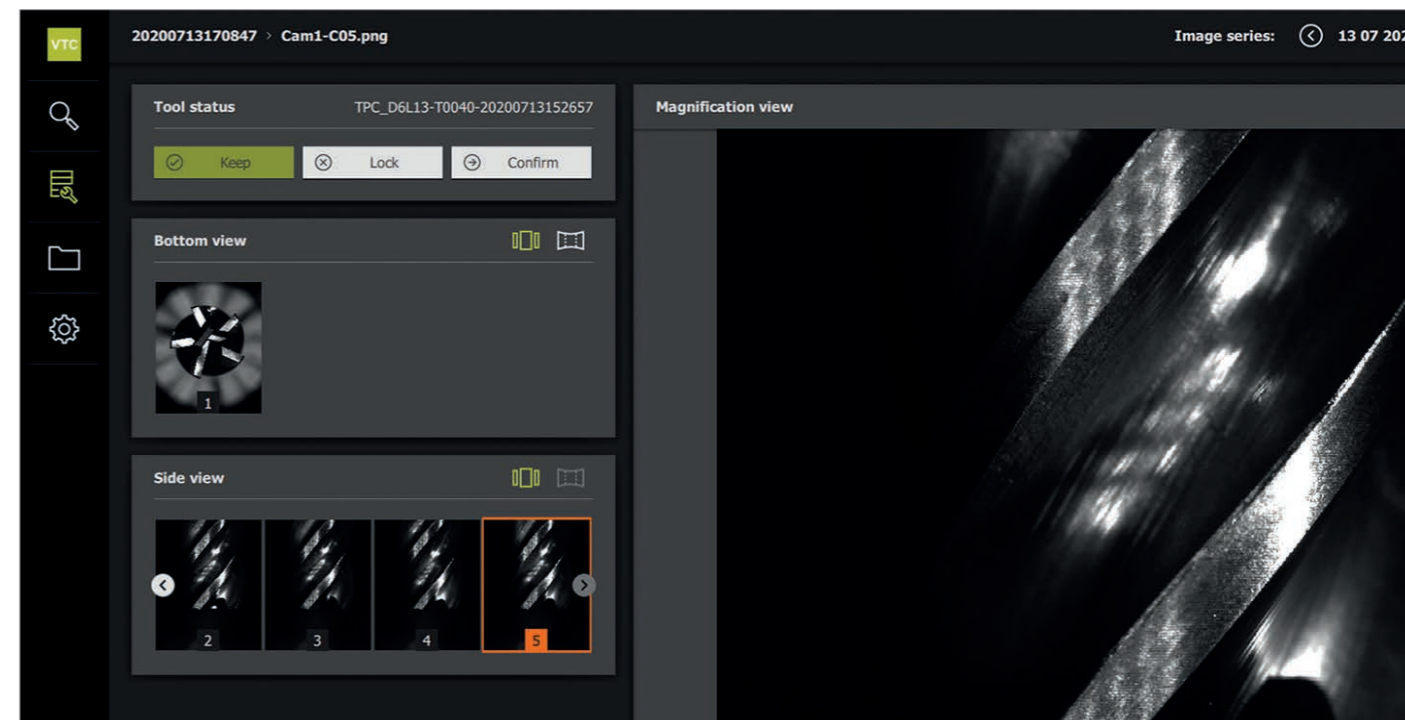 VTC
20200713170847 > Cam1-C05.png
Image series:
13 07 202
Tool status
TPC_D6L13-T0040-20200713152657
Keep
Lock
Confirm
Magnification view
Bottom view
1
Side view
2
3
4
5